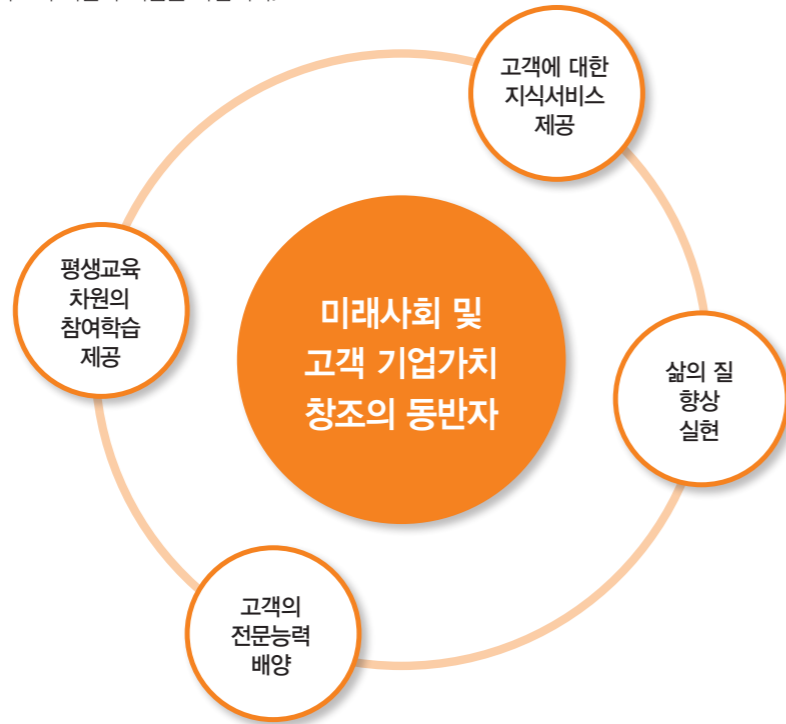 고객에 대한
지식서비스
제공
평생교육
차원의
참여학습
제공
미래사회 및
고객 기업가치
창조의 동반자
삶의 질
향상
실현
고객의
전문능력
배양